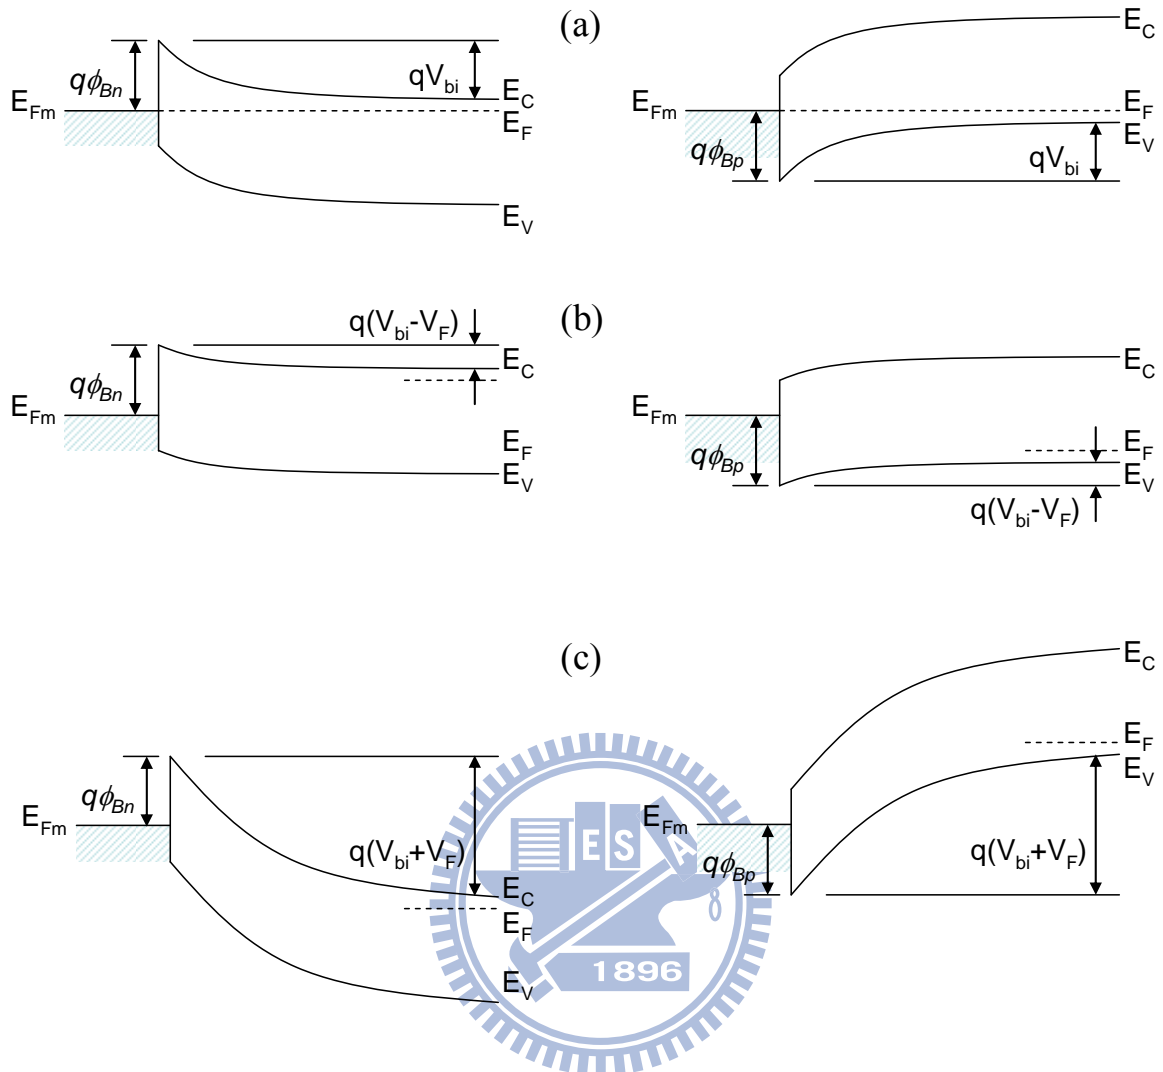 (a)
qϕBn
EFm
qVbi
EC
EF
EV
EFm
qϕBp
qVbi
EC
EF
EV
(b)
qϕBn
EFm
q(Vbi-VF)
EC
EF
EV
EFm
qϕBp
EC
EF
EV
q(Vbi-VF)
(c)
qϕBn
EFm
q(Vbi+VF)
EC
EF
EV
EFm
qϕBp
EC
EF
EV
q(Vbi+VF)
E S A
1896